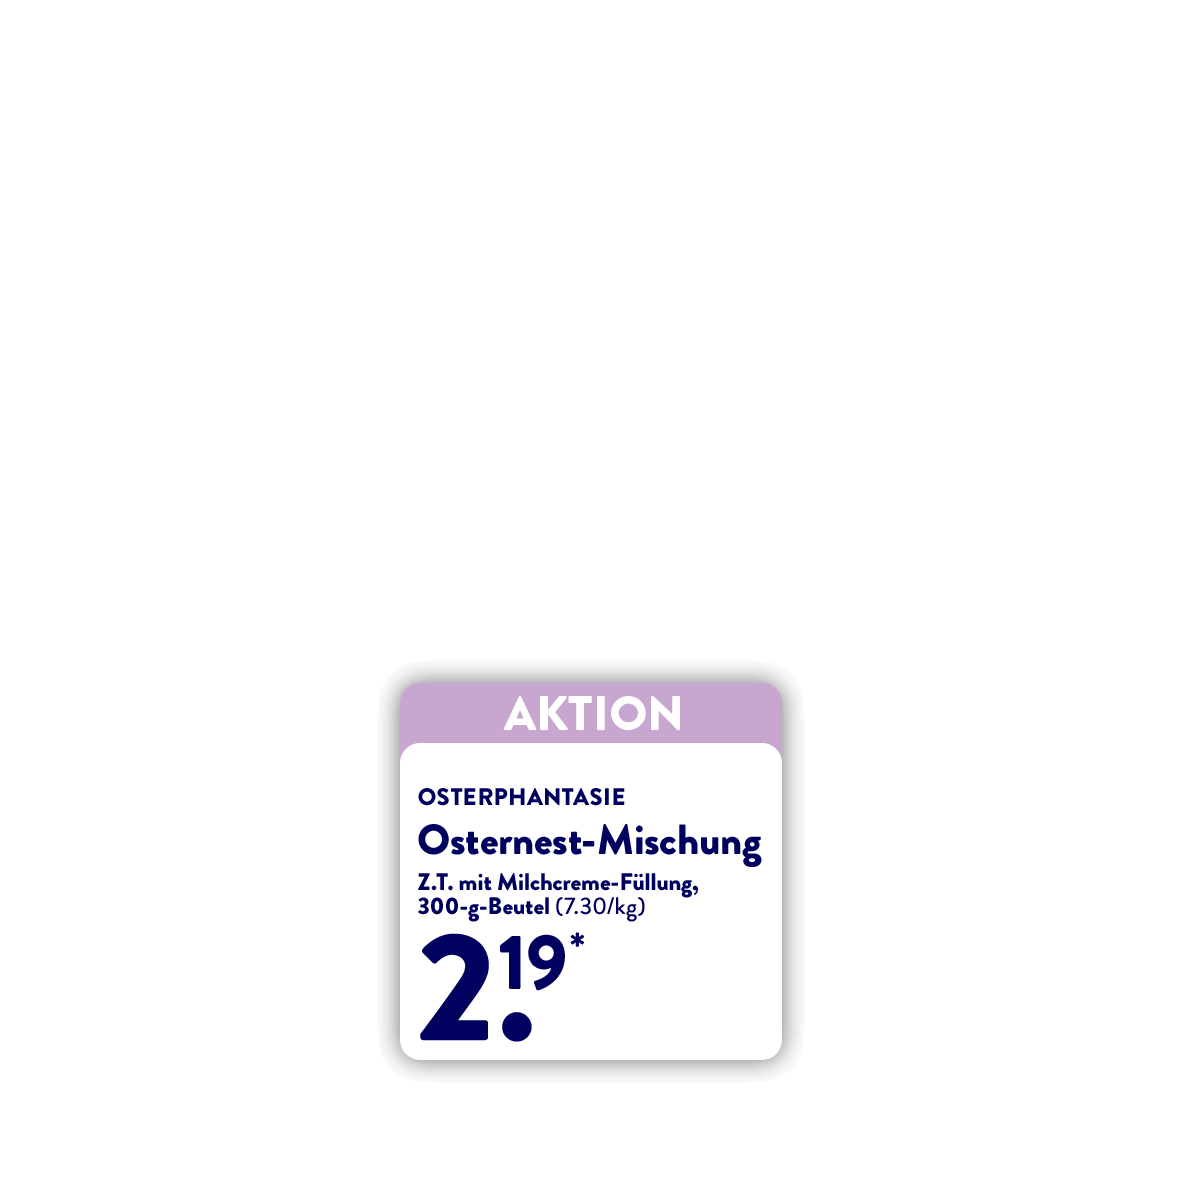 AKTION
OSTERPHANTASIE
Osternest-Mischung
Z.T. mit Milchcreme-Füllung,
300-g-Beutel (7.30/kg)
2.19*